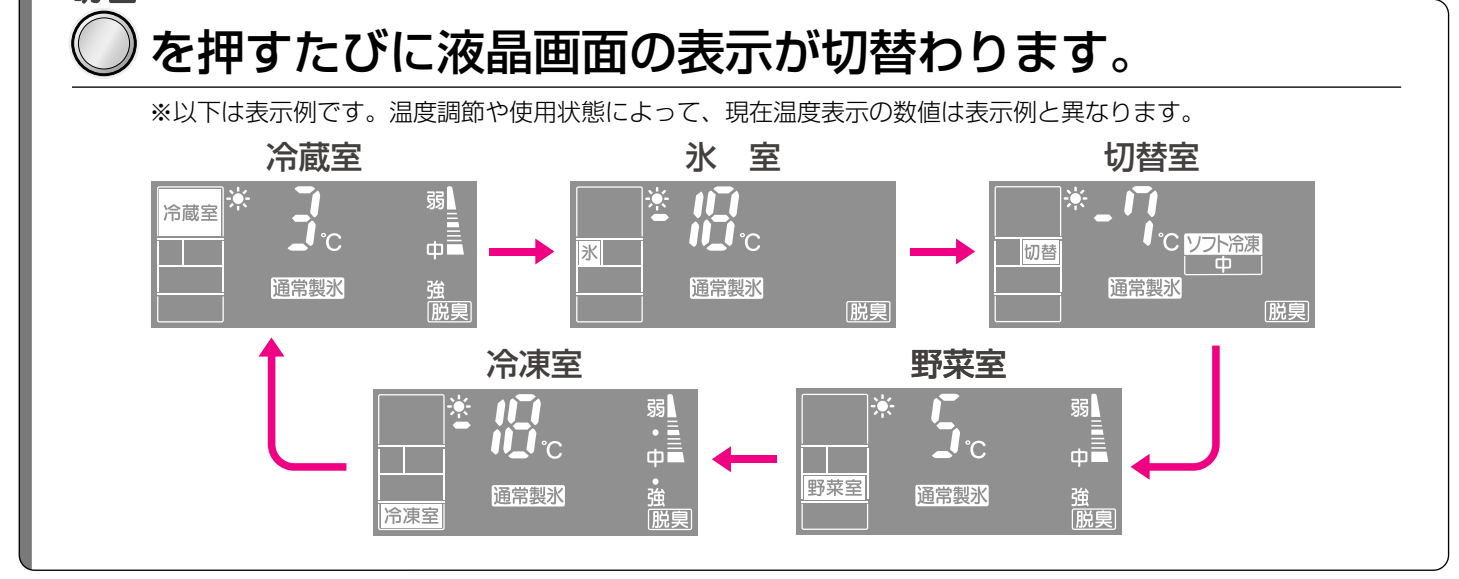 を押すたびに液晶画面の表示が切替わります。
※以下は表示例です。温度調節や使用状態によって、現在温度表示の数値は表示例と異なります。
冷蔵室
冷蔵室
3℃
弱
中
強
通常製氷
脱臭
氷 室
氷
-18℃
通常製氷
脱臭
切替室
切替
-7℃
ソフト冷凍
中
通常製氷
脱臭
冷凍室
-18℃
弱
・
中
・
強
通常製氷
冷凍室
脱臭
野菜室
5℃
弱
中
野菜室
通常製氷
強
脱臭